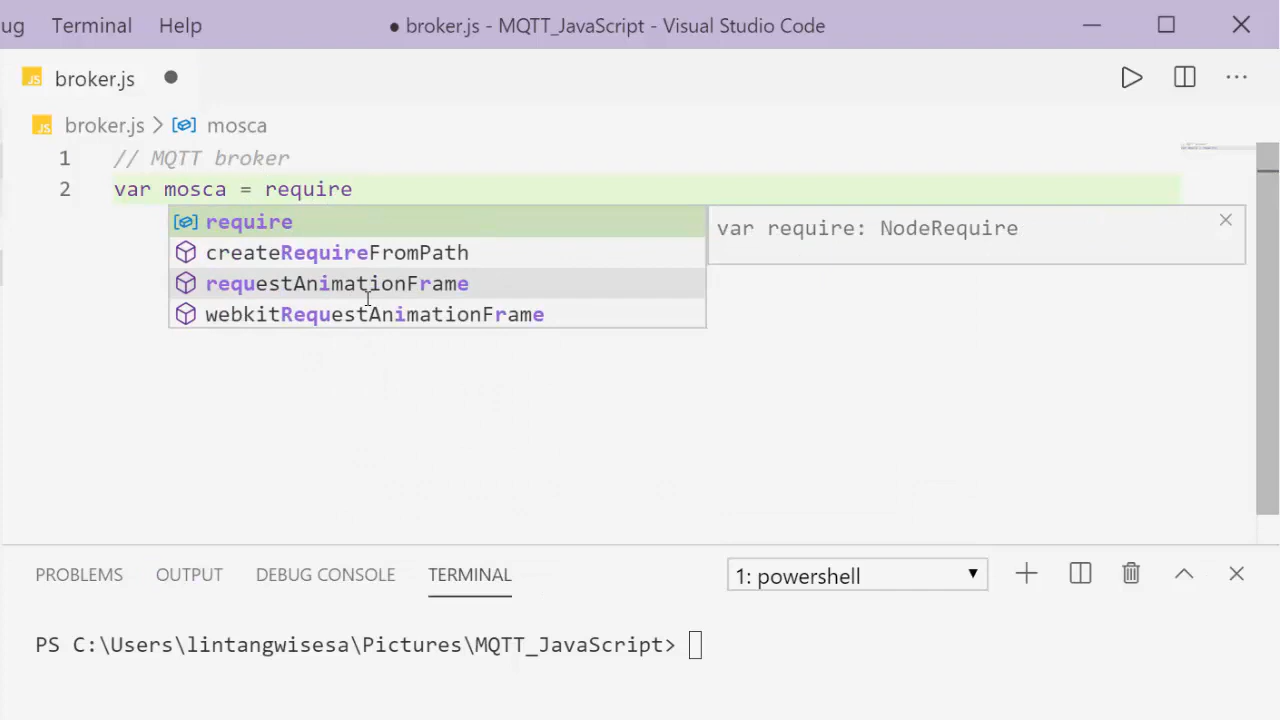 ug Terminal Help ● broker.js - MQTT_JavaScript - Visual Studio Code
JS broker.js
JS broker.js > mosca
1 // MQTT broker
2 var mosca = require
require
var require: NodeRequire
createRequireFromPath
requestAnimationFrame
webkitRequestAnimationFrame
PROBLEMS OUTPUT DEBUG CONSOLE TERMINAL 1: powershell
PS C:\Users\lintangwisesa\Pictures\MQTT_JavaScript>